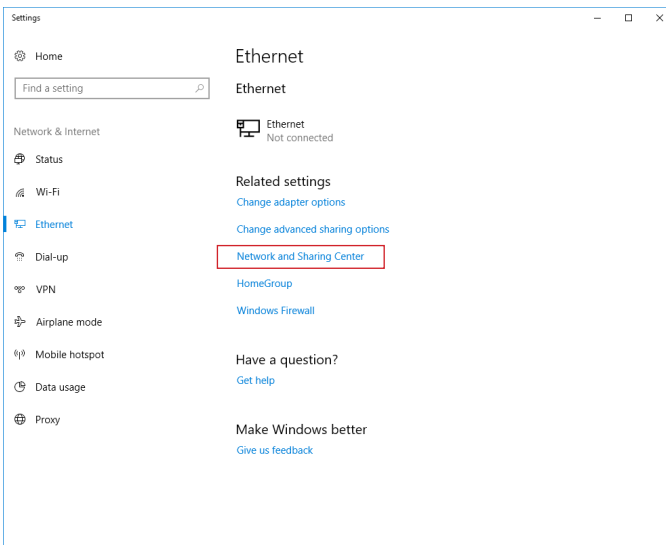 Settings
Home
Find a setting
Network & Internet
Status
Wi-Fi
Ethernet
Dial-up
VPN
Airplane mode
Mobile hotspot
Data usage
Proxy
Ethernet
Ethernet
Ethernet
Not connected
Related settings
Change adapter options
Change advanced sharing options
Network and Sharing Center
HomeGroup
Windows Firewall
Have a question?
Get help
Make Windows better
Give us feedback